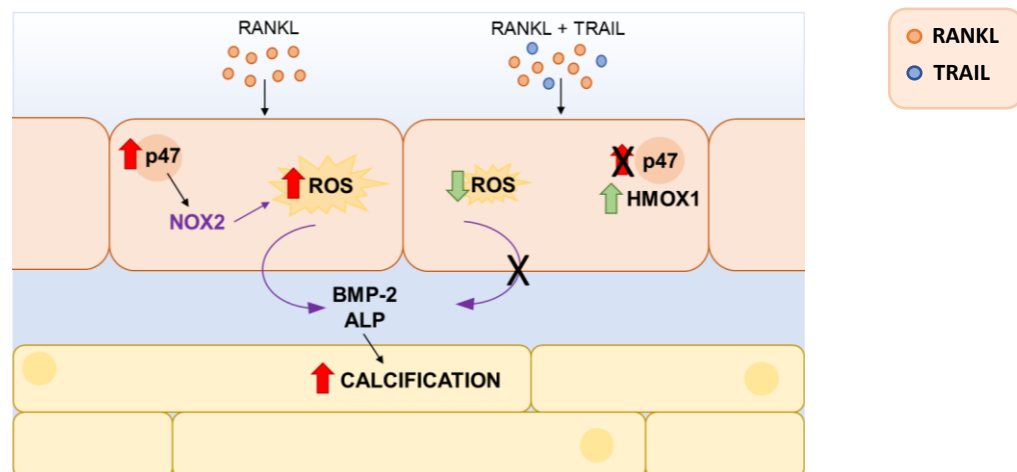 RANKL
RANKL + TRAIL
RANKL
TRAIL
p47
ROS
NOX2
ROS
X p47
HMOX1
X
BMP-2
ALP
CALCIFICATION